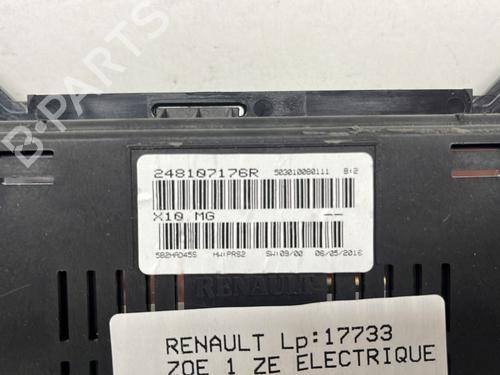 B-PARTS
248107176R 503010080111 B:2
X10 MG --
582MAD45S HW:PRS2 SW:09/00 06/05/2016
RENAULT
RENAULT Lp:17733
ZOE 1 ZE ELECTRIQUE